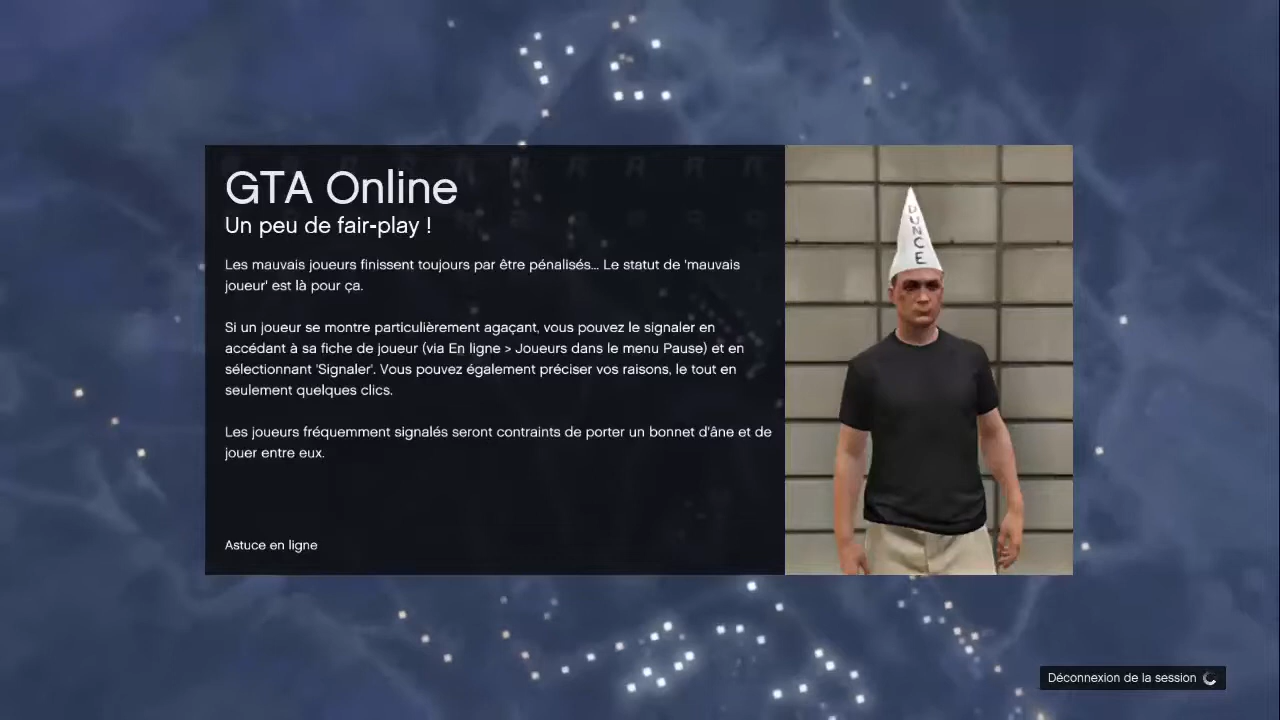 GTA Online
Un peu de fair-play !
Les mauvais joueurs finissent toujours par être pénalisés... Le statut de 'mauvais
joueur' est là pour ça.
Si un joueur se montre particulièrement agaçant, vous pouvez le signaler en
accédant à sa fiche de joueur (via En ligne > Joueurs dans le menu Pause) et en
sélectionnant 'Signaler'. Vous pouvez également préciser vos raisons, le tout en
seulement quelques clics.
Les joueurs fréquemment signalés seront contraints de porter un bonnet d'âne et de
jouer entre eux.
Astuce en ligne
DUNCE
Déconnexion de la session